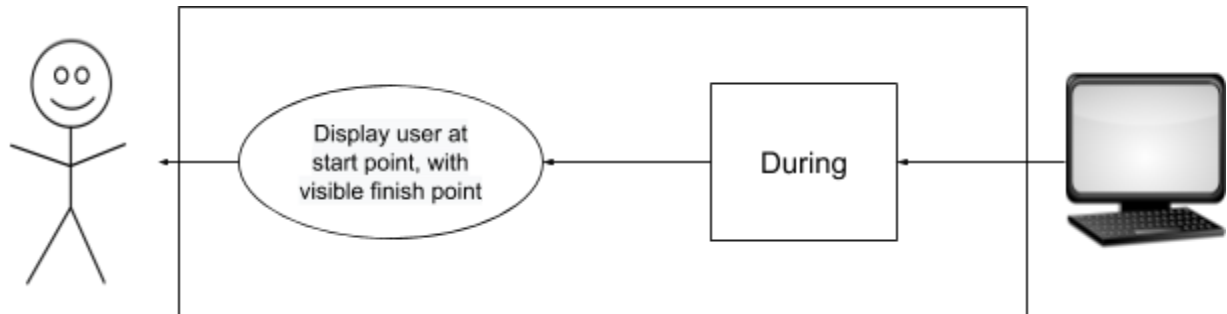 Display user at
start point, with
visible finish point
During